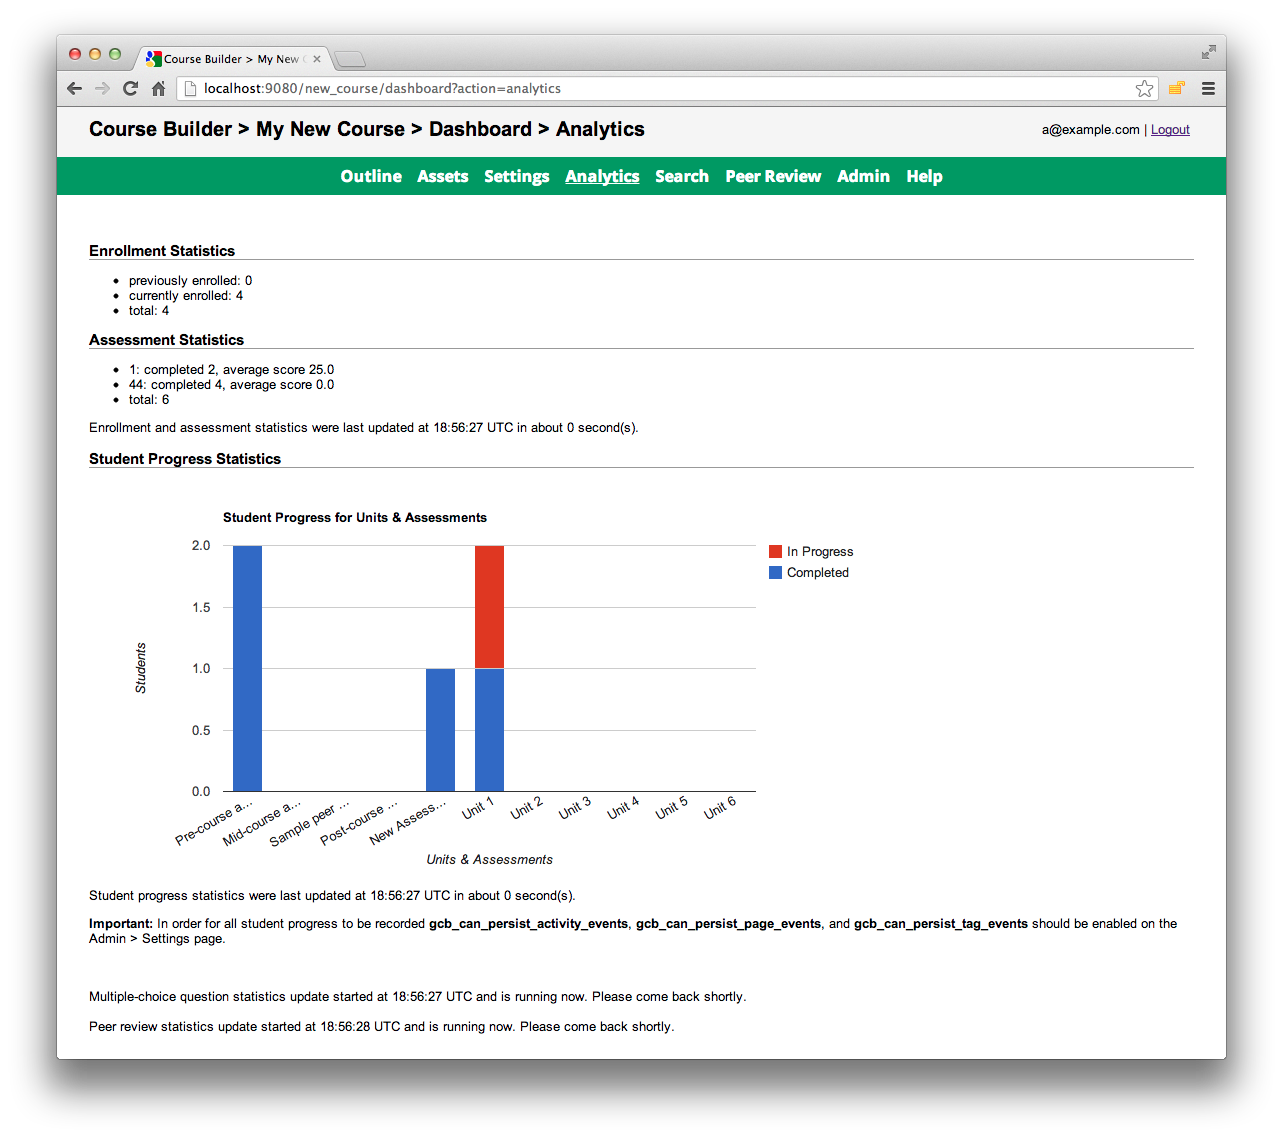 Course Builder > My New C
localhost:9080/new_course/dashboard?action=analytics
Course Builder > My New Course > Dashboard > Analytics
a@example.com | Logout
Outline Assets Settings Analytics Search Peer Review Admin Help
Enrollment Statistics
previously enrolled: 0
currently enrolled: 4
total: 4
Assessment Statistics
1: completed 2, average score 25.0
44: completed 4, average score 0.0
total: 6
Enrollment and assessment statistics were last updated at 18:56:27 UTC in about 0 second(s).
Student Progress Statistics
Student Progress for Units & Assessments
2.0
1.5
1.0
0.5
0.0
Students
In Progress
Completed
Pre-course a...
Mid-course a...
Sample peer ...
Post-course ...
New Assess...
Unit 1
Unit 2
Unit 3
Unit 4
Unit 5
Unit 6
Units & Assessments
Student progress statistics were last updated at 18:56:27 UTC in about 0 second(s).
Important: In order for all student progress to be recorded gcb_can_persist_activity_events, gcb_can_persist_page_events, and gcb_can_persist_tag_events should be enabled on the
Admin > Settings page.
Multiple-choice question statistics update started at 18:56:27 UTC and is running now. Please come back shortly.
Peer review statistics update started at 18:56:28 UTC and is running now. Please come back shortly.